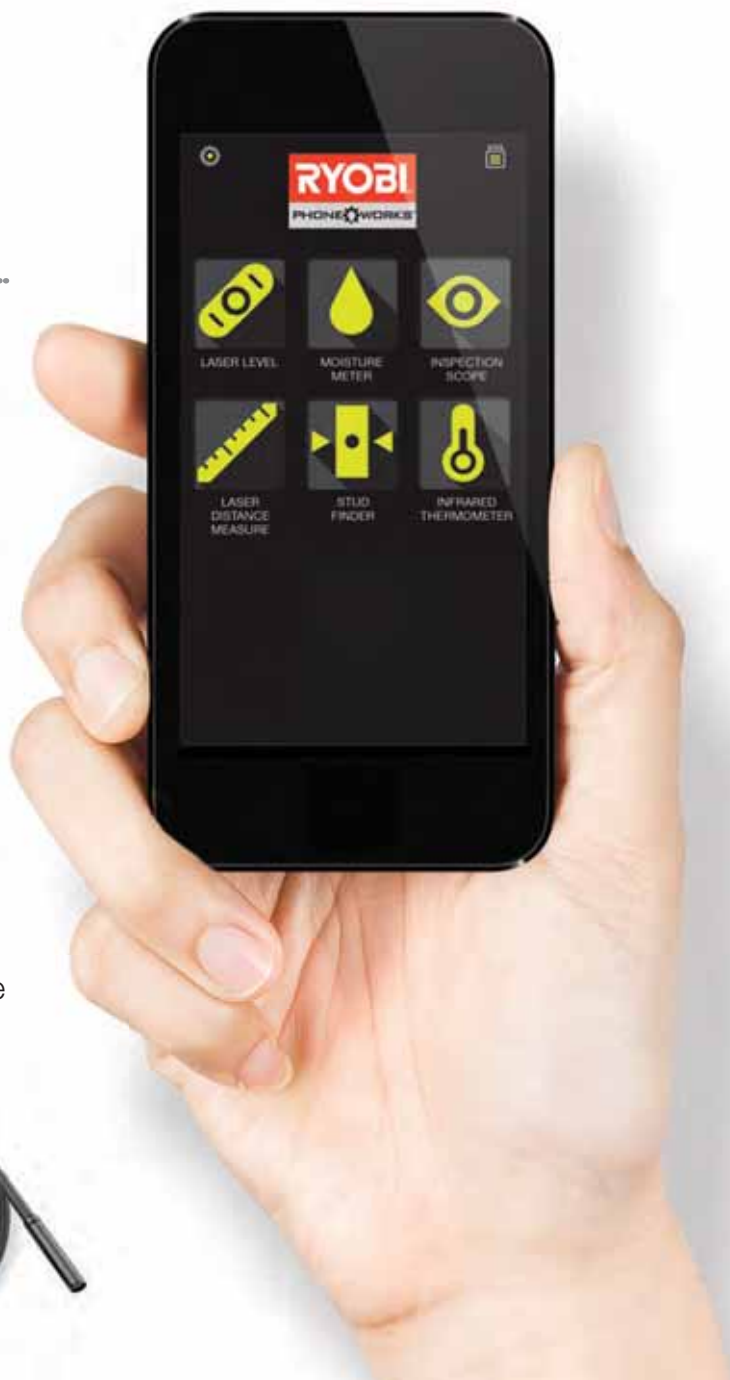 RYOBI
PHONE WORKS
LASER LEVEL
MOISTURE
METER
INSPECTION
SCOPE
LASER
DISTANCE
MEASURE
STUD
FINDER
INFRARED
THERMOMETER
e